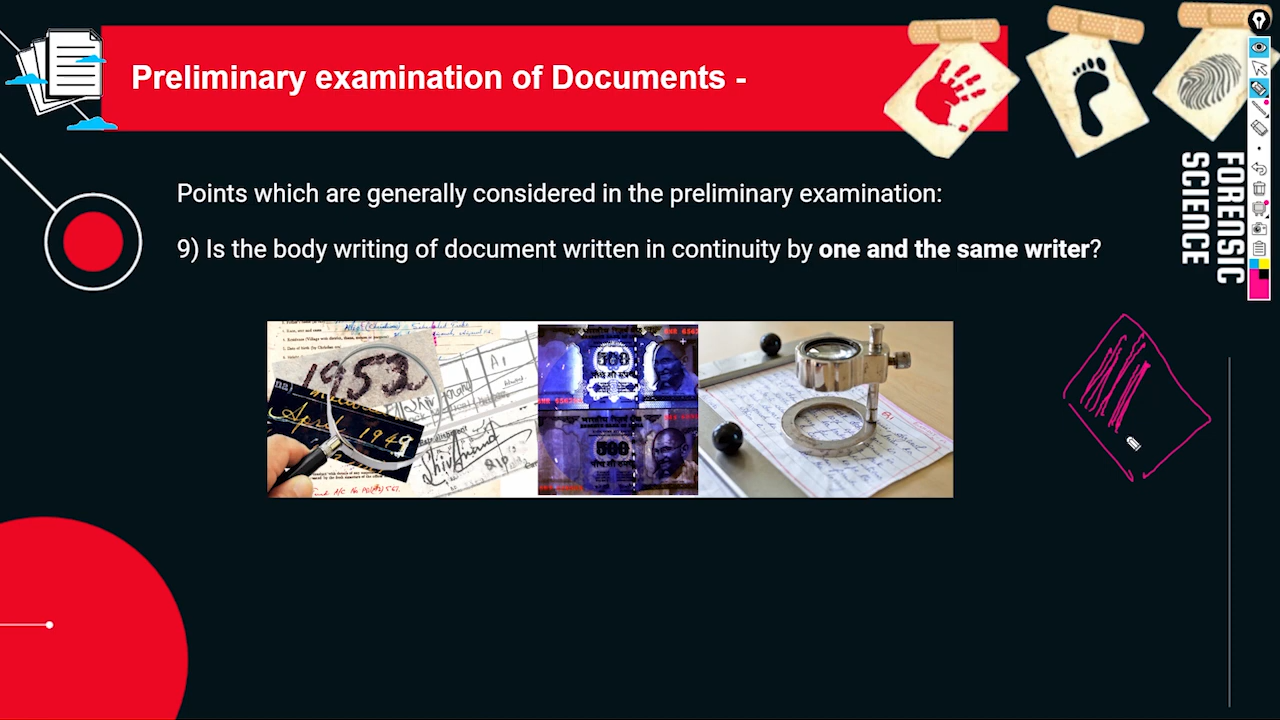 Preliminary examination of Documents -
FORENSIC
SCIENCE
Points which are generally considered in the preliminary examination:
9) Is the body writing of document written in continuity by one and the same writer?
1953
A1
April 1949
500
500